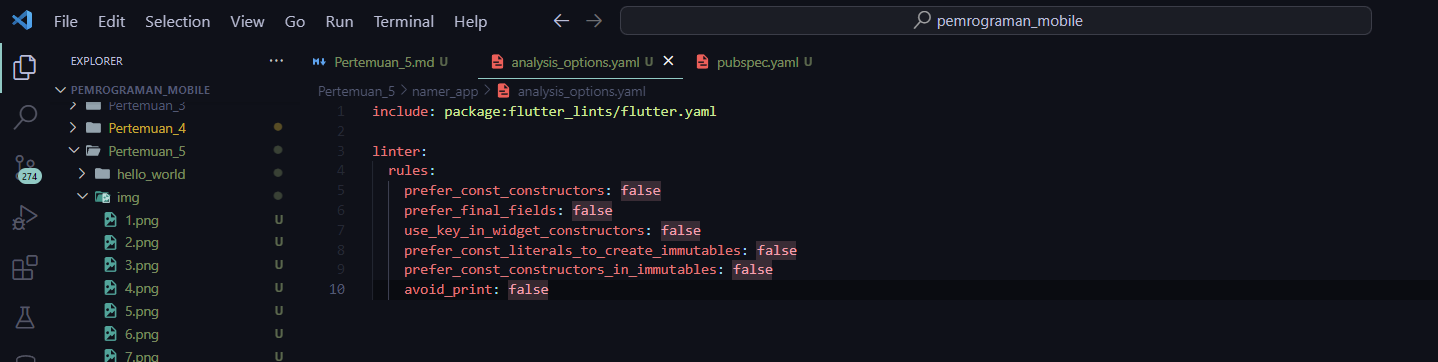 File Edit Selection View Go Run Terminal Help
pemrograman_mobile
EXPLORER
PEMROGRAMAN_MOBILE
Pertemuan_3
Pertemuan_4
Pertemuan_5
hello_world
img
1.png U
2.png U
3.png U
4.png U
5.png U
6.png U
7.png U
274
Pertemuan_5.md U
analysis_options.yaml U
pubspec.yaml U
Pertemuan_5 > namer_app > analysis_options.yaml
1 include: package:flutter_lints/flutter.yaml
2
3 linter:
4 rules:
5 prefer_const_constructors: false
6 prefer_final_fields: false
7 use_key_in_widget_constructors: false
8 prefer_const_literals_to_create_immutables: false
9 prefer_const_constructors_in_immutables: false
10 avoid_print: false